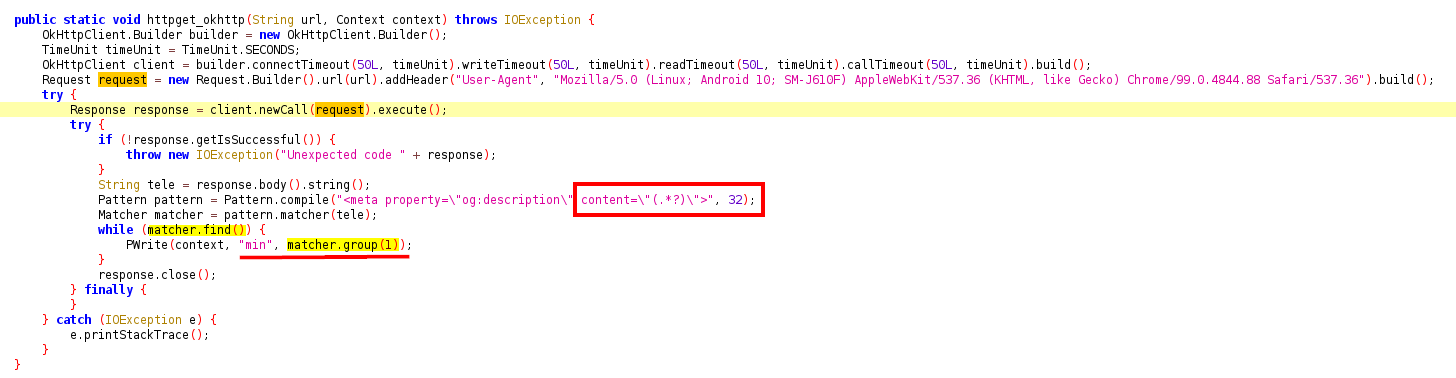 public static void httpget_okhttp(String url, Context context) throws IOException {
OkHttpClient.Builder builder = new OkHttpClient.Builder();
TimeUnit timeUnit = TimeUnit.SECONDS;
OkHttpClient client = builder.connectTimeout(50L, timeUnit).writeTimeout(50L, timeUnit).readTimeout(50L, timeUnit).callTimeout(50L, timeUnit).build();
Request request = new Request.Builder().url(url).addHeader("User-Agent", "Mozilla/5.0 (Linux; Android 10; SM-J610F) AppleWebKit/537.36 (KHTML, like Gecko) Chrome/99.0.4844.88 Safari/537.36").build();
try {
Response response = client.newCall(request).execute();
try {
if (!response.getIsSuccessful()) {
throw new IOException("Unexpected code " + response);
}
String tele = response.body().string();
Pattern pattern = Pattern.compile("<meta property=\"og:description\" content=\"(.*?)\">", 32);
Matcher matcher = pattern.matcher(tele);
while (matcher.find()) {
PWrite(context, "min", matcher.group(1));
}
response.close();
} finally {
}
} catch (IOException e) {
e.printStackTrace();
}
}